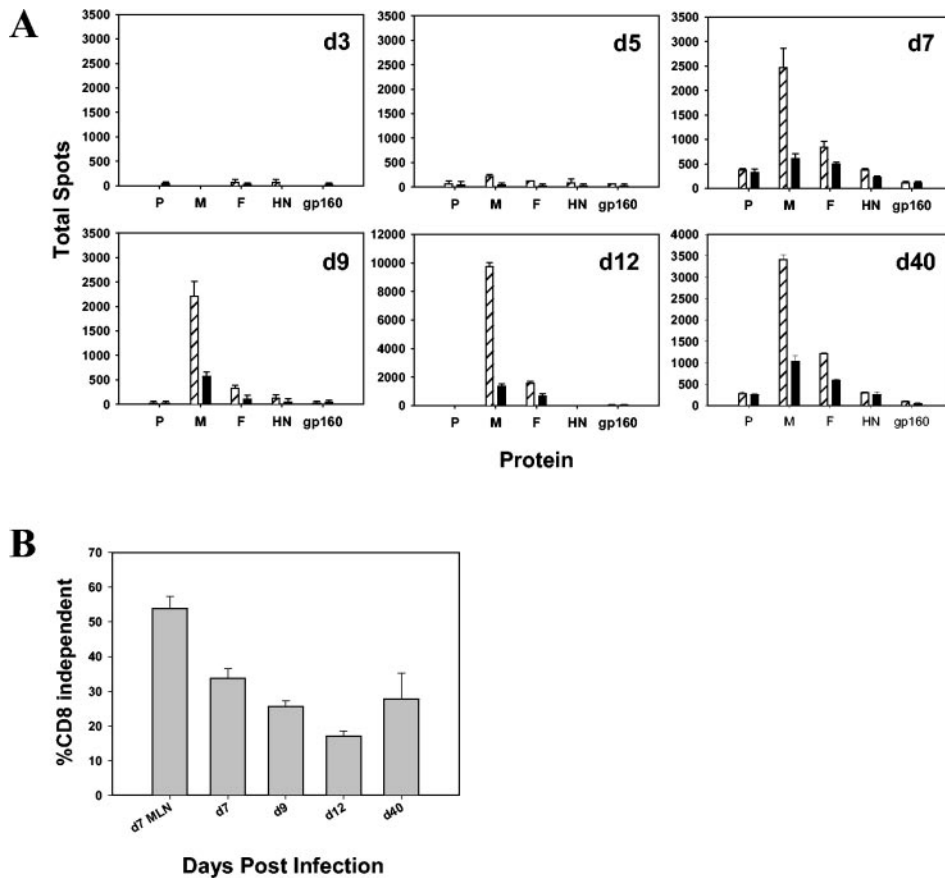 A
Total Spots
3500
3000
2500
2000
1500
1000
500
0
d3
P M F HN gp160
3500
3000
2500
2000
1500
1000
500
0
d5
P M F HN gp160
3500
3000
2500
2000
1500
1000
500
0
d7
P M F HN gp160
3500
3000
2500
2000
1500
1000
500
0
d9
P M F HN gp160
12000
10000
8000
6000
4000
2000
0
d12
P M F HN gp160
4000
3500
3000
2500
2000
1500
1000
500
0
d40
P M F HN gp160
Protein
B
%CD8 independent
70
60
50
40
30
20
10
0
d7 MLN d7 d9 d12 d40
Days Post Infection